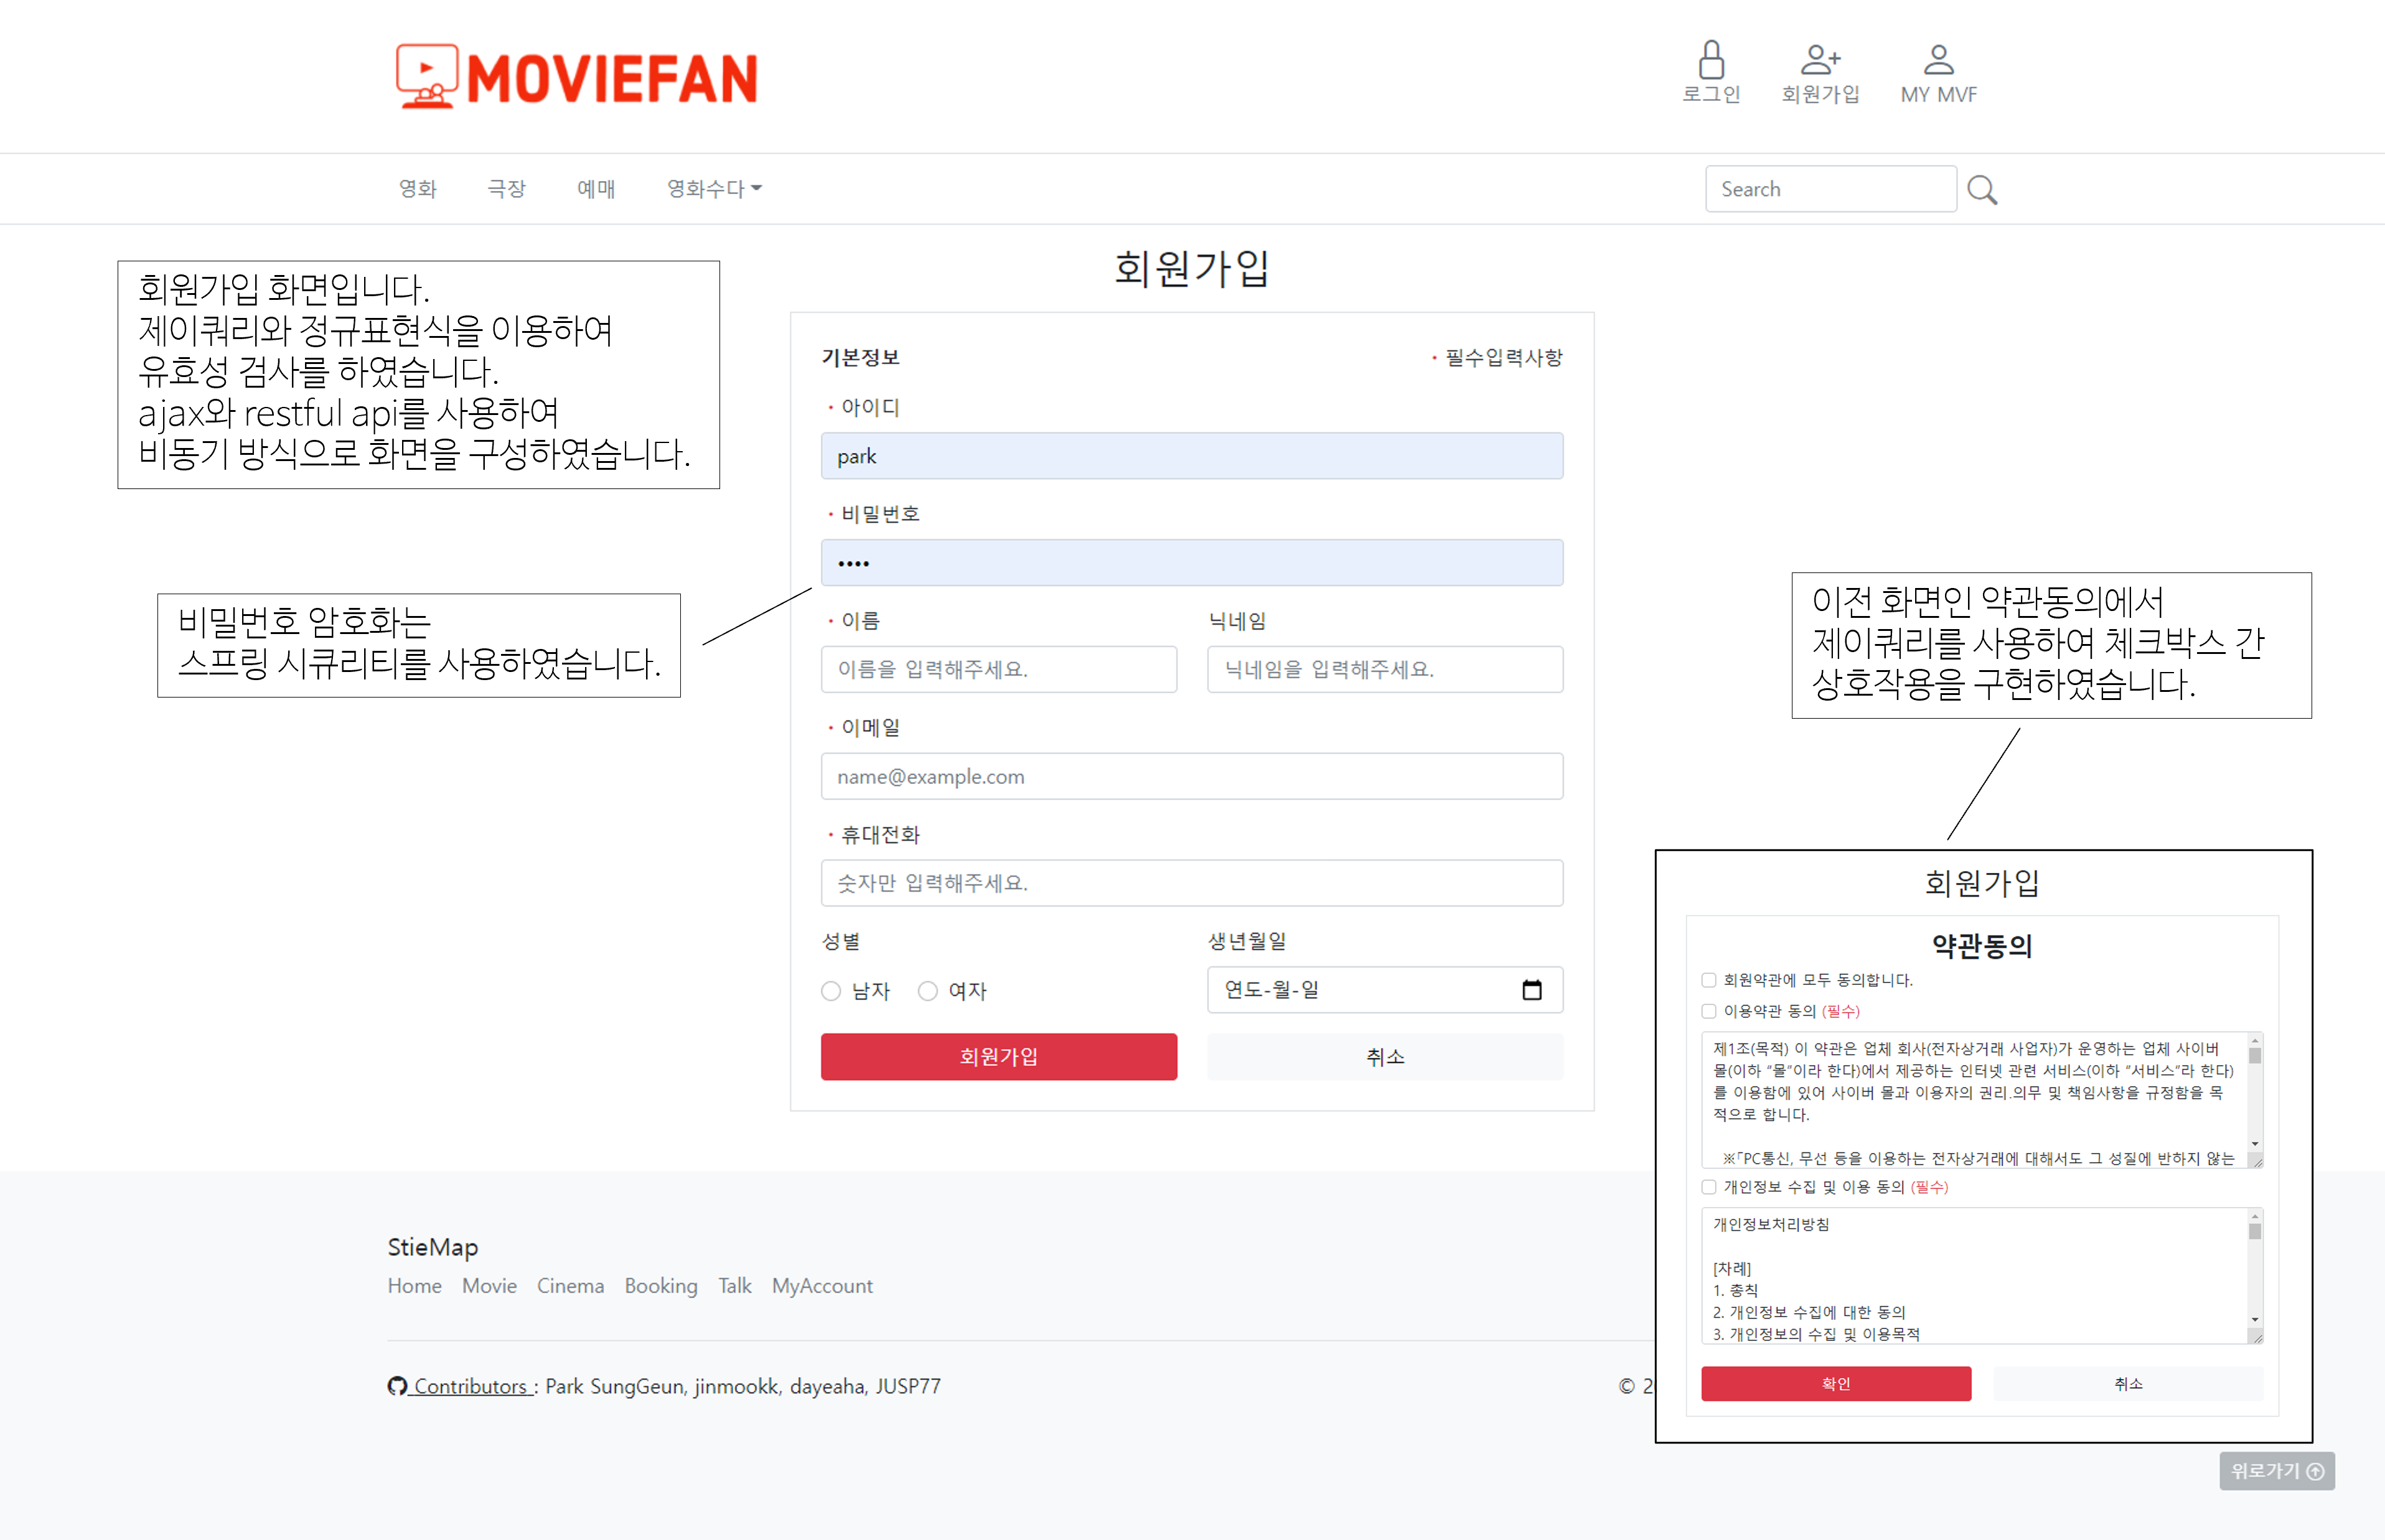 MOVIEFAN
로그인
회원가입
MY MVF
영화
극장
예매
영화수다
Search
회원가입
회원가입 화면입니다.
제이쿼리와 정규표현식을 이용하여
유효성 검사를 하였습니다.
ajax와 restful api를 사용하여
비동기 방식으로 화면을 구성하였습니다.
기본정보
· 필수입력사항
· 아이디
park
· 비밀번호
••••
비밀번호 암호화는
스프링 시큐리티를 사용하였습니다.
· 이름
닉네임
이름을 입력해주세요.
닉네임을 입력해주세요.
· 이메일
name@example.com
· 휴대전화
숫자만 입력해주세요.
성별
생년월일
남자
여자
연도-월-일
회원가입
취소
이전 화면인 약관동의에서
제이쿼리를 사용하여 체크박스 간
상호작용을 구현하였습니다.
회원가입
약관동의
회원약관에 모두 동의합니다.
이용약관 동의 (필수)
제1조(목적) 이 약관은 업체 회사(전자상거래 사업자)가 운영하는 업체 사이버
몰(이하 “몰”이라 한다)에서 제공하는 인터넷 관련 서비스(이하 “서비스”라 한다)
를 이용함에 있어 사이버 몰과 이용자의 권리.의무 및 책임사항을 규정함을 목
적으로 합니다.
※「PC통신, 무선 등을 이용하는 전자상거래에 대해서도 그 성질에 반하지 않는
개인정보 수집 및 이용 동의 (필수)
개인정보처리방침
[차례]
1. 총칙
2. 개인정보 수집에 대한 동의
3. 개인정보의 수집 및 이용목적
확인
취소
StieMap
Home
Movie
Cinema
Booking
Talk
MyAccount
Contributors : Park SungGeun, jinmookk, dayeaha, JUSP77
© 2
위로가기